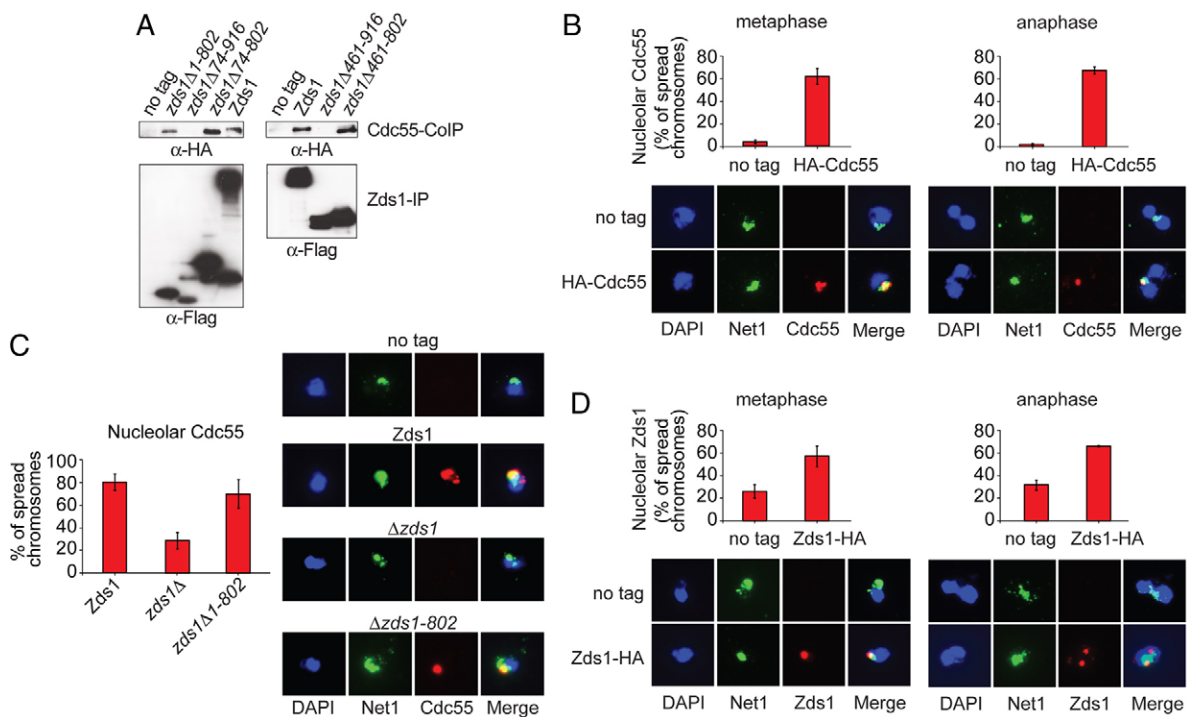 A
no tag
zds1Δ1-802
zds1Δ74-916
zds1Δ74-802
Zds1
no tag
Zds1
zds1Δ461-916
zds1Δ461-802
Cdc55-CoIP
α-HA
α-HA
Zds1-IP
α-Flag
α-Flag
B
metaphase
anaphase
Nucleolar Cdc55
(% of spread
chromosomes)
80
60
40
20
0
no tag
HA-Cdc55
80
60
40
20
0
no tag
HA-Cdc55
no tag
HA-Cdc55
DAPI
Net1
Cdc55
Merge
DAPI
Net1
Cdc55
Merge
C
Nucleolar Cdc55
% of spread
chromosomes
100
80
60
40
20
0
Zds1
zds1Δ
zds1Δ1-802
no tag
Zds1
Δzds1
Δzds1-802
DAPI
Net1
Cdc55
Merge
D
metaphase
anaphase
Nucleolar Zds1
(% of spread
chromosomes)
80
60
40
20
0
no tag
Zds1-HA
80
60
40
20
0
no tag
Zds1-HA
no tag
Zds1-HA
DAPI
Net1
Zds1
Merge
DAPI
Net1
Zds1
Merge